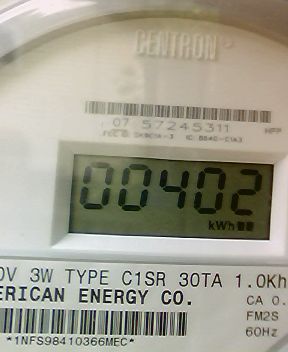 CENTRON
07 57245311
00402
kWh
0V 3W TYPE C1SR 30TA 1.0Kh
ERICAN ENERGY CO.
CA 0.
FM2S
*1NFS98410366MEC*
60Hz